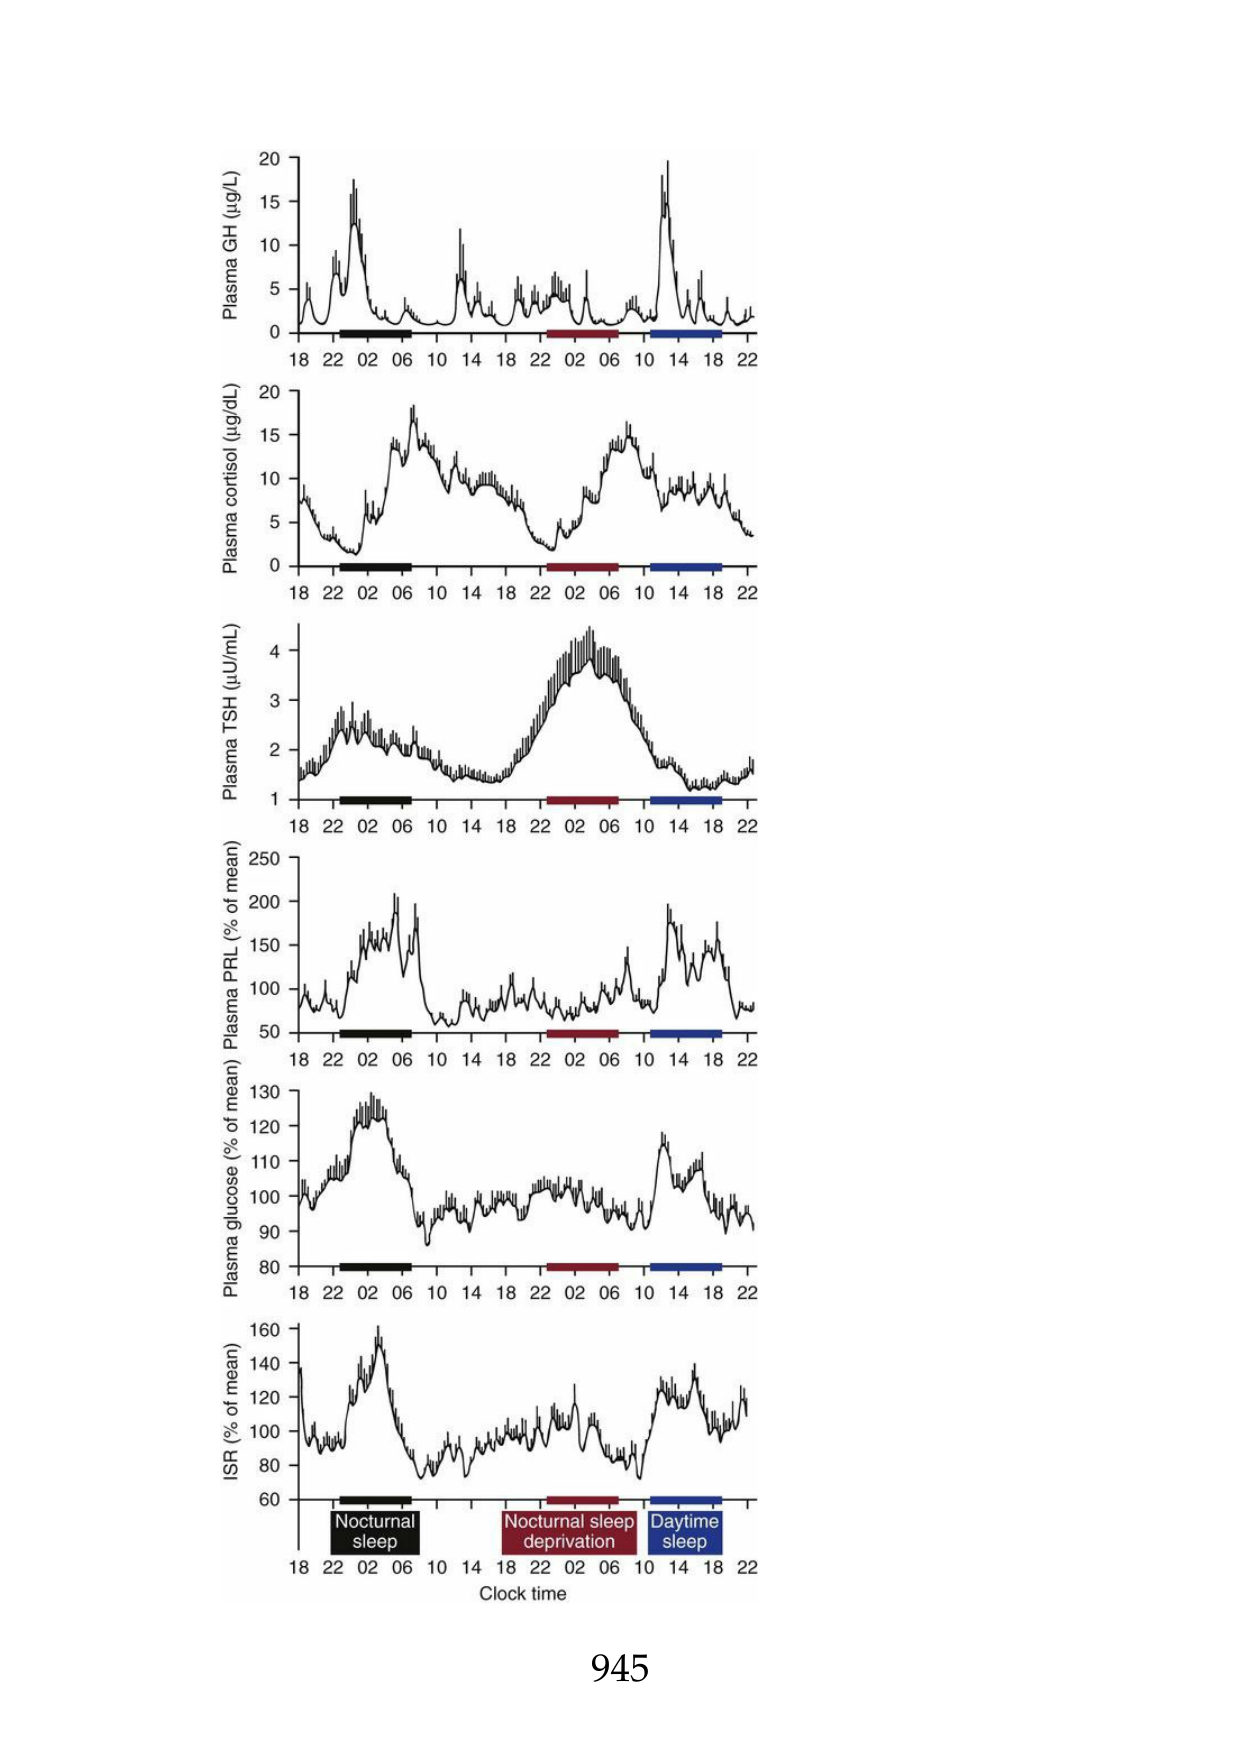 Plasma GH (µg/L)
20
15
10
5
0
18 22 02 06 10 14 18 22 02 06 10 14 18 22
Plasma cortisol (µg/dL)
20
15
10
5
0
18 22 02 06 10 14 18 22 02 06 10 14 18 22
Plasma TSH (µU/mL)
4
3
2
1
18 22 02 06 10 14 18 22 02 06 10 14 18 22
Plasma PRL (% of mean)
250
200
150
100
50
18 22 02 06 10 14 18 22 02 06 10 14 18 22
Plasma glucose (% of mean)
130
120
110
100
90
80
18 22 02 06 10 14 18 22 02 06 10 14 18 22
ISR (% of mean)
160
140
120
100
80
60
Nocturnal
sleep
Nocturnal sleep
deprivation
Daytime
sleep
18 22 02 06 10 14 18 22 02 06 10 14 18 22
Clock time
945